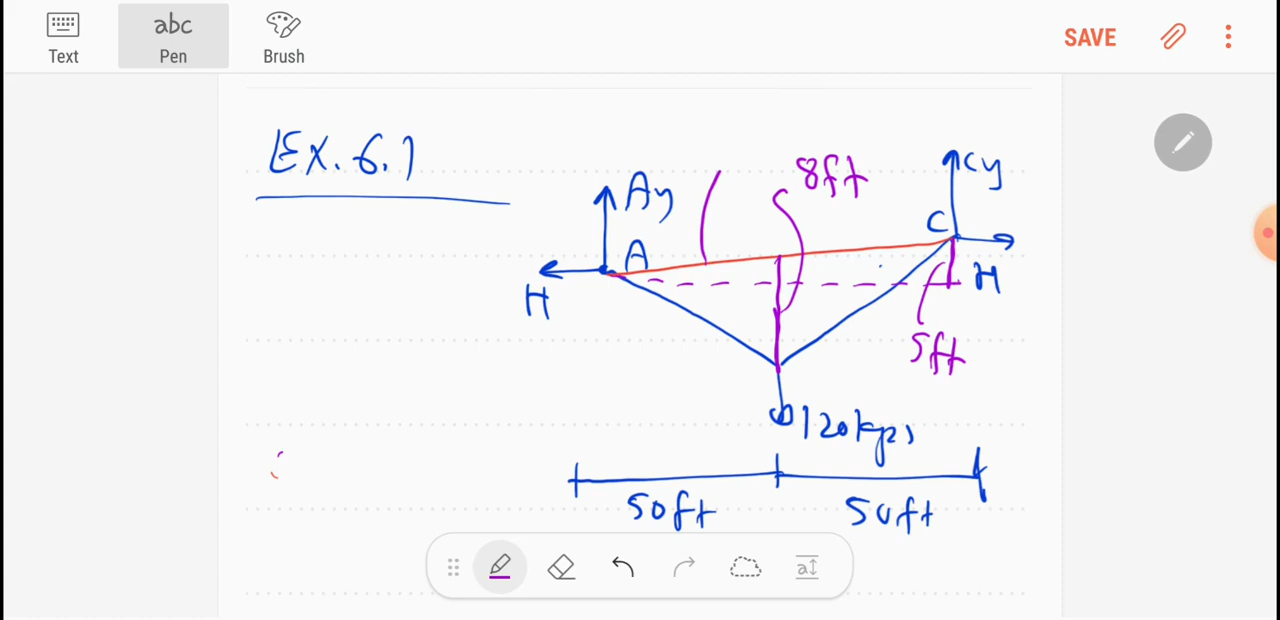 Text
abc
Pen
Brush
SAVE
Ex. 6.1
8ft
Cy
Ay
C
A
H
H
5ft
120kps
50ft
50ft
a